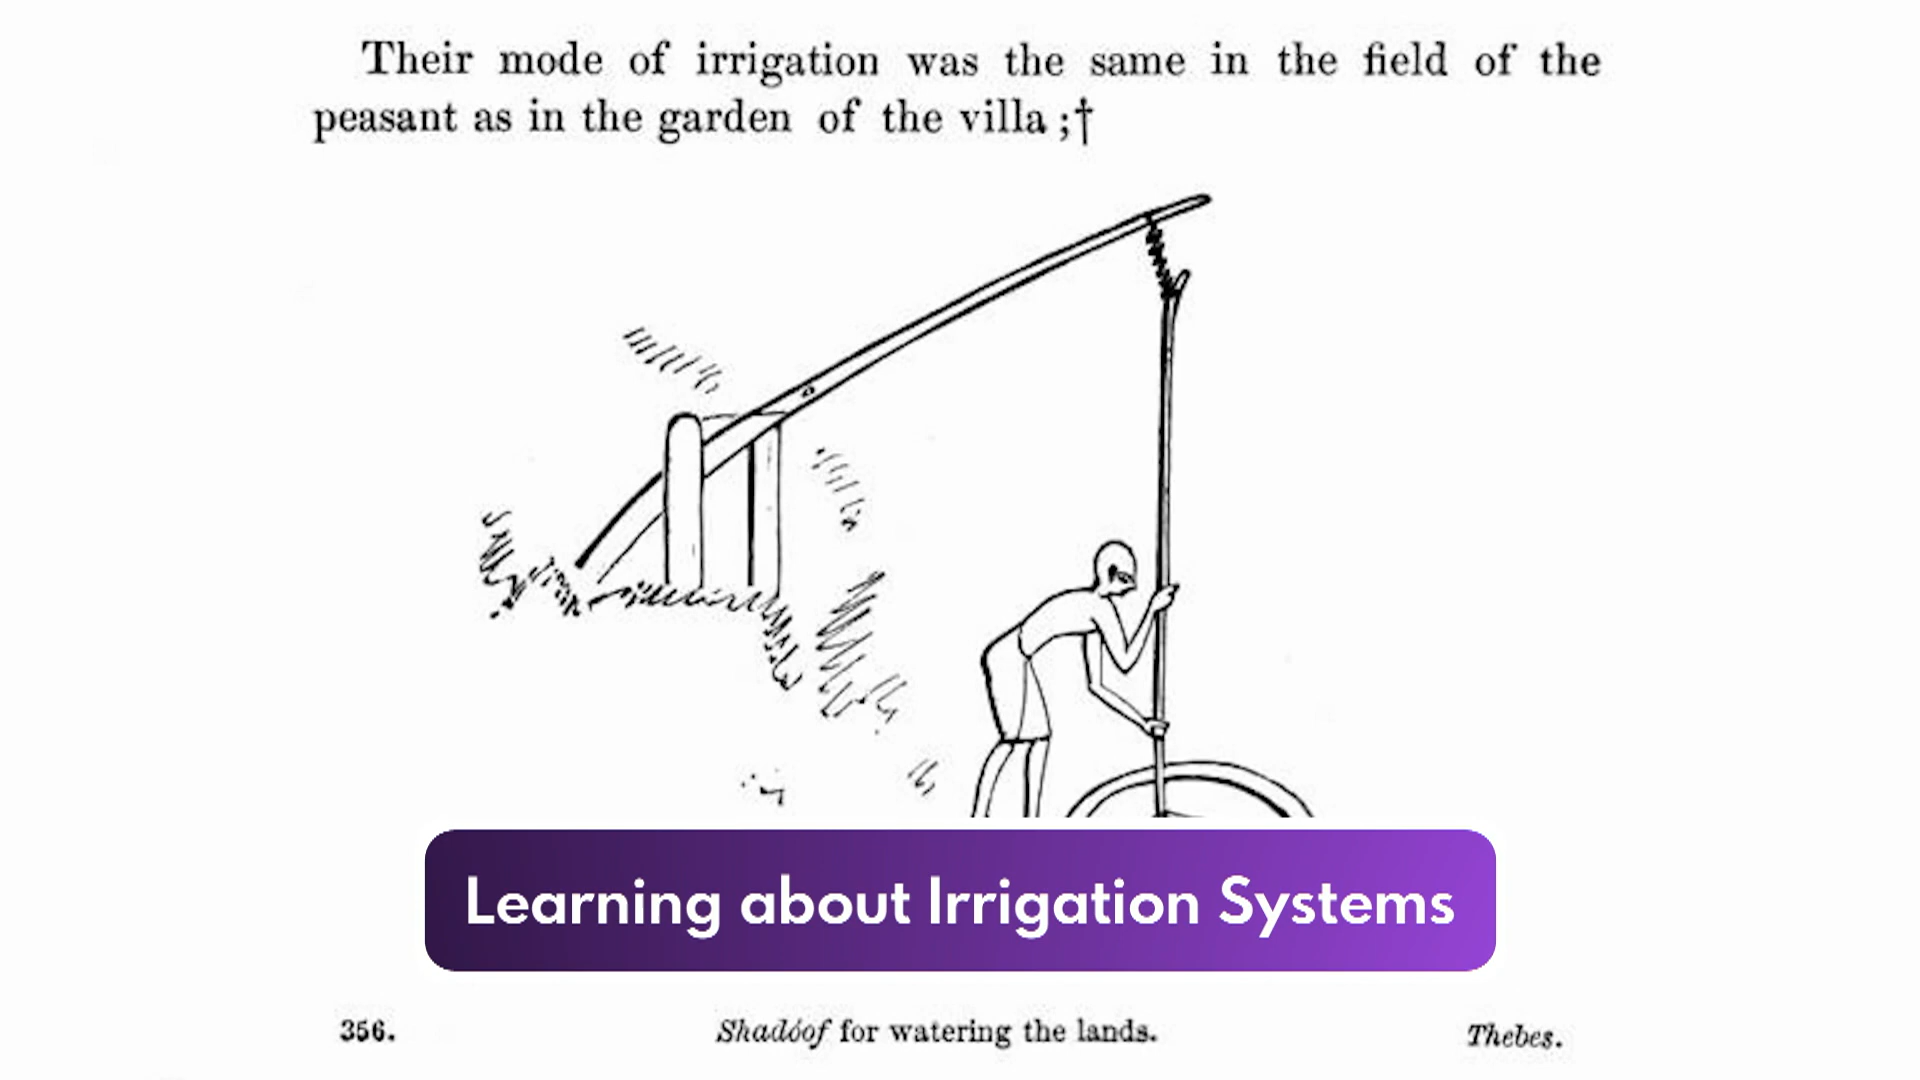 Their mode of irrigation was the same in the field of the
peasant as in the garden of the villa ;†
Learning about Irrigation Systems
356. Shadóof for watering the lands. Thebes.